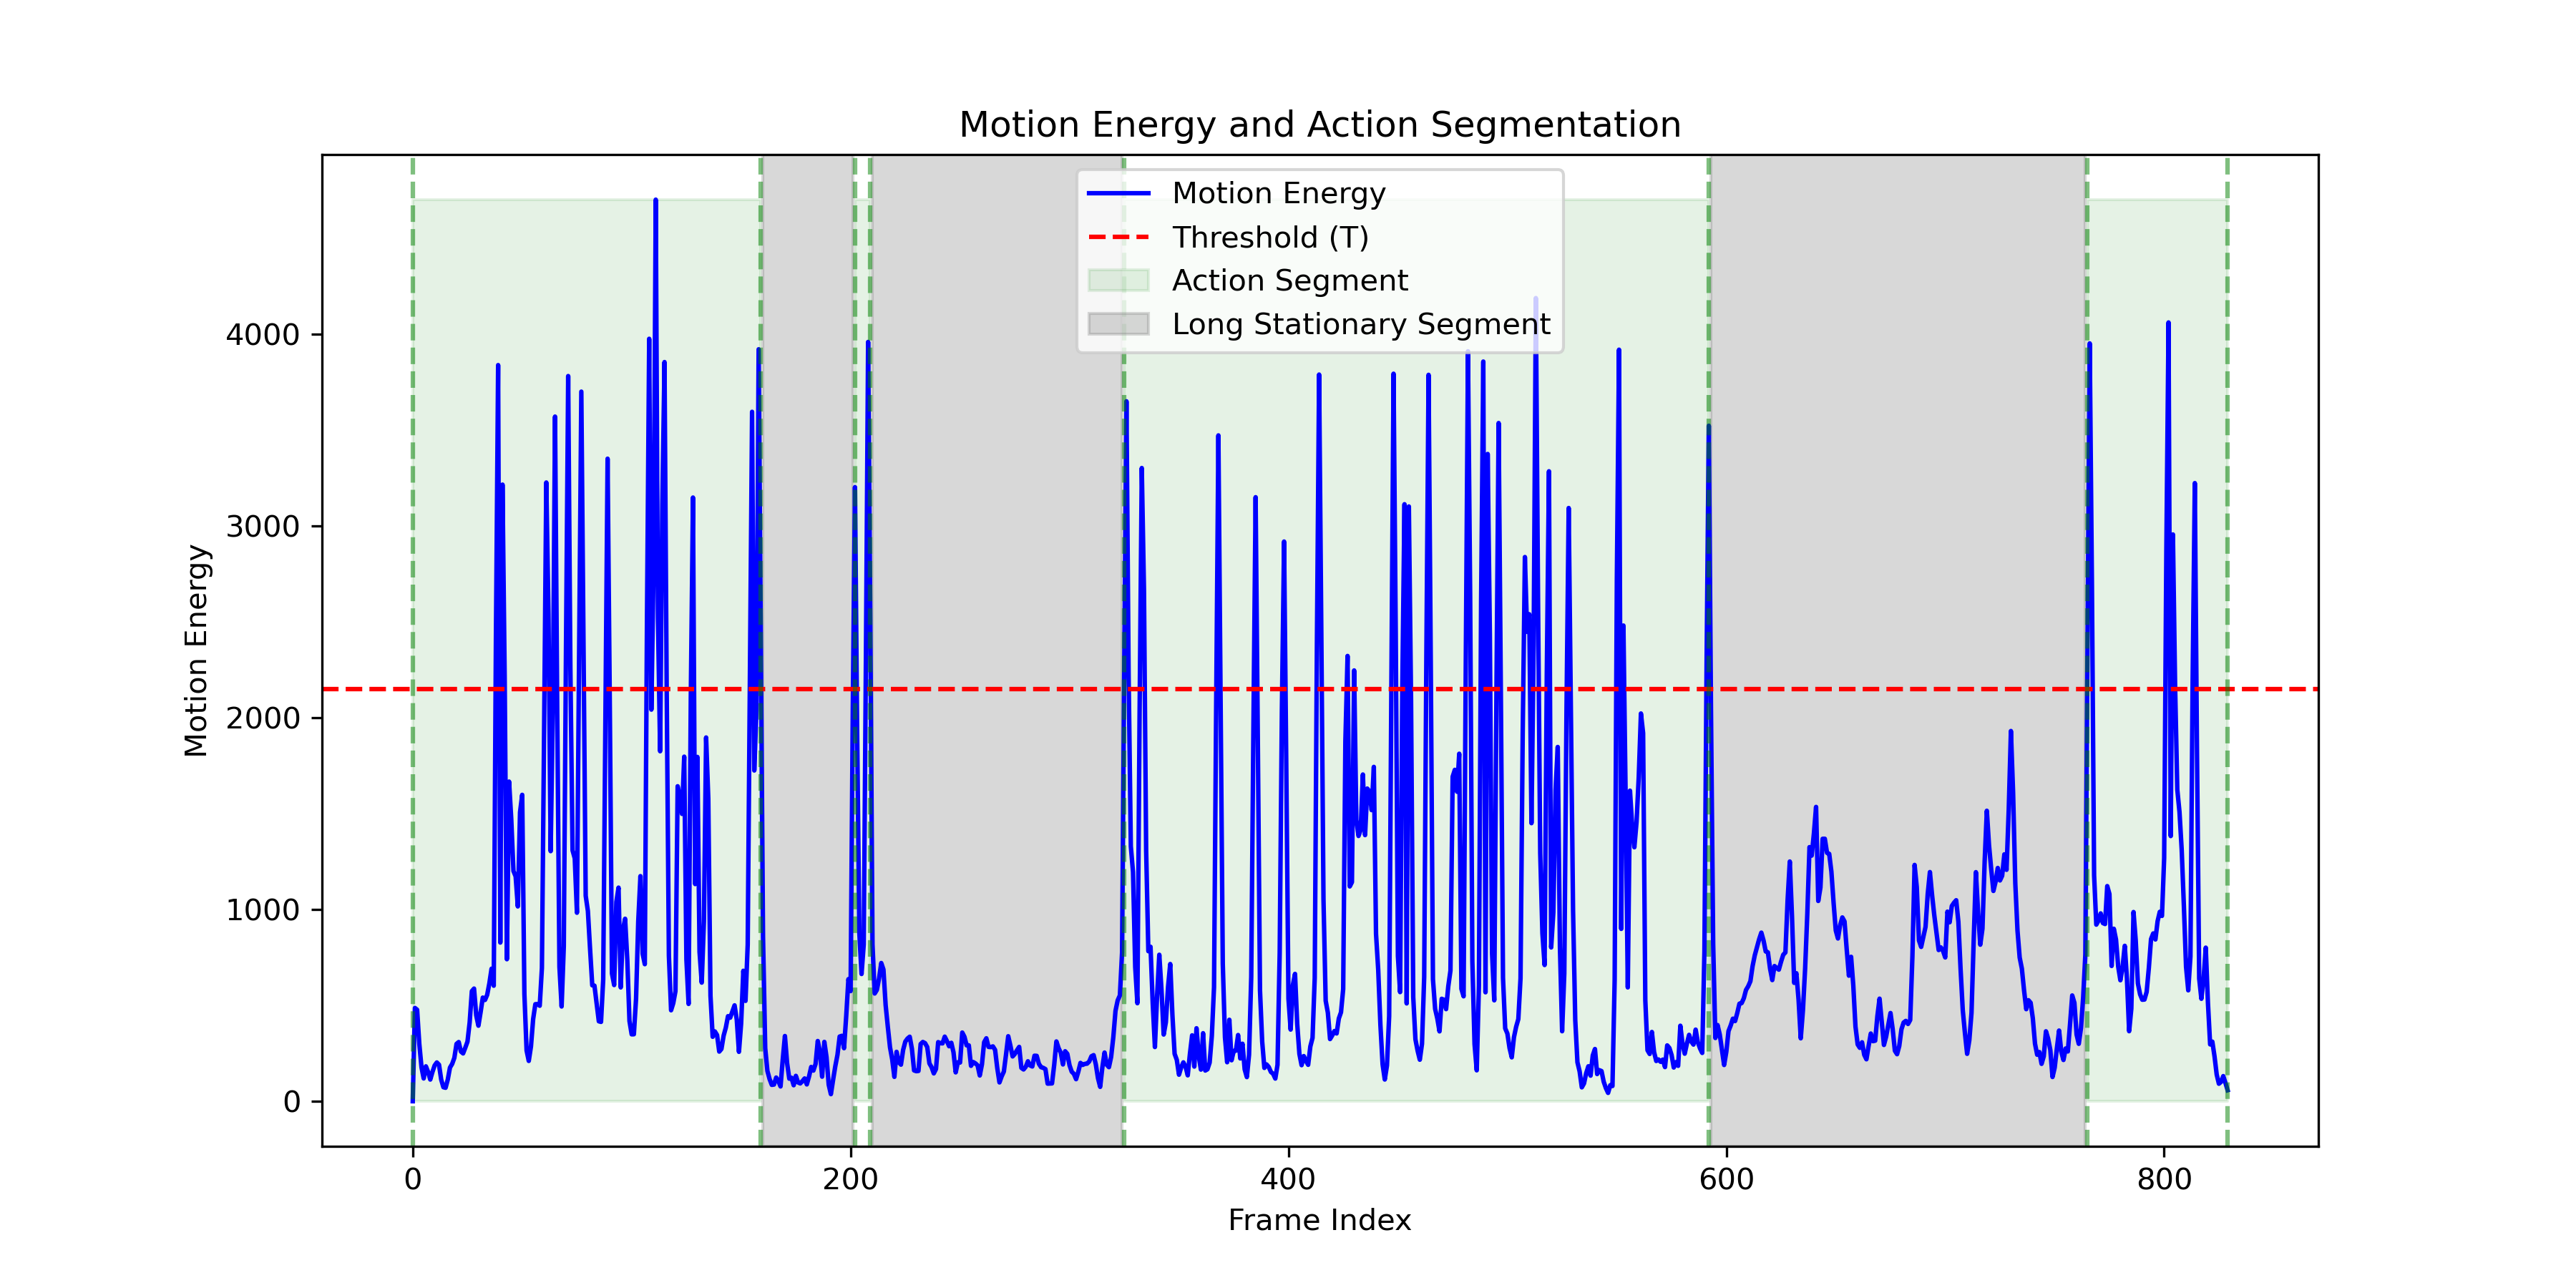 Motion Energy and Action Segmentation
Motion Energy
Threshold (T)
Action Segment
Long Stationary Segment
Motion Energy
4000
3000
2000
1000
0
0 200 400 600 800
Frame Index